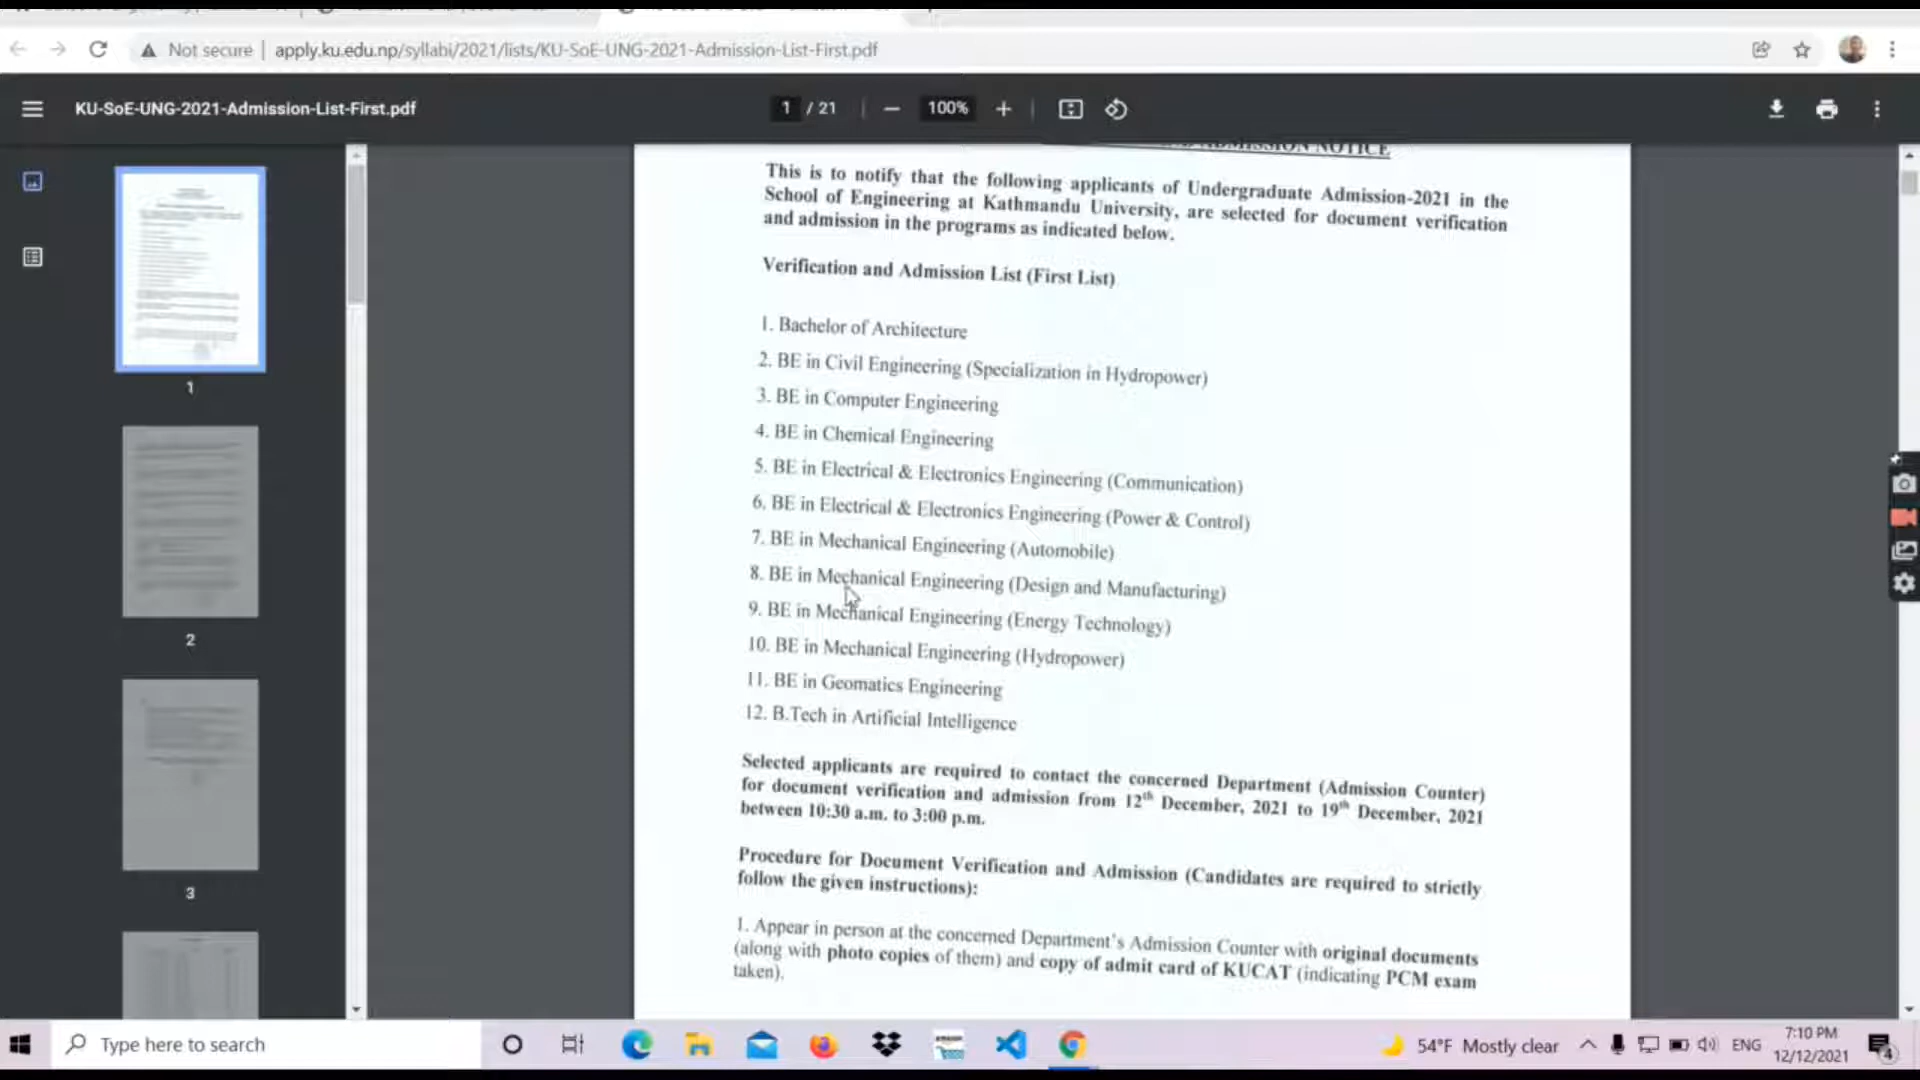 Not secure | apply.ku.edu.np/syllabi/2021/lists/KU-SoE-UNG-2021-Admission-List-First.pdf
KU-SoE-UNG-2021-Admission-List-First.pdf
1 / 21
100%
ADMISSION NOTICE
This is to notify that the following applicants of Undergraduate Admission-2021 in the
School of Engineering at Kathmandu University, are selected for document verification
and admission in the programs as indicated below.
Verification and Admission List (First List)
1. Bachelor of Architecture
2. BE in Civil Engineering (Specialization in Hydropower)
3. BE in Computer Engineering
4. BE in Chemical Engineering
5. BE in Electrical & Electronics Engineering (Communication)
6. BE in Electrical & Electronics Engineering (Power & Control)
7. BE in Mechanical Engineering (Automobile)
8. BE in Mechanical Engineering (Design and Manufacturing)
9. BE in Mechanical Engineering (Energy Technology)
10. BE in Mechanical Engineering (Hydropower)
11. BE in Geomatics Engineering
12. B.Tech in Artificial Intelligence
Selected applicants are required to contact the concerned Department (Admission Counter)
for document verification and admission from 12th December, 2021 to 19th December, 2021
between 10:30 a.m. to 3:00 p.m.
Procedure for Document Verification and Admission (Candidates are required to strictly
follow the given instructions):
1. Appear in person at the concerned Department's Admission Counter with original documents
(along with photo copies of them) and copy of admit card of KUCAT (indicating PCM exam
taken).
1
2
3
Type here to search
54°F Mostly clear
ENG
7:10 PM
12/12/2021
4